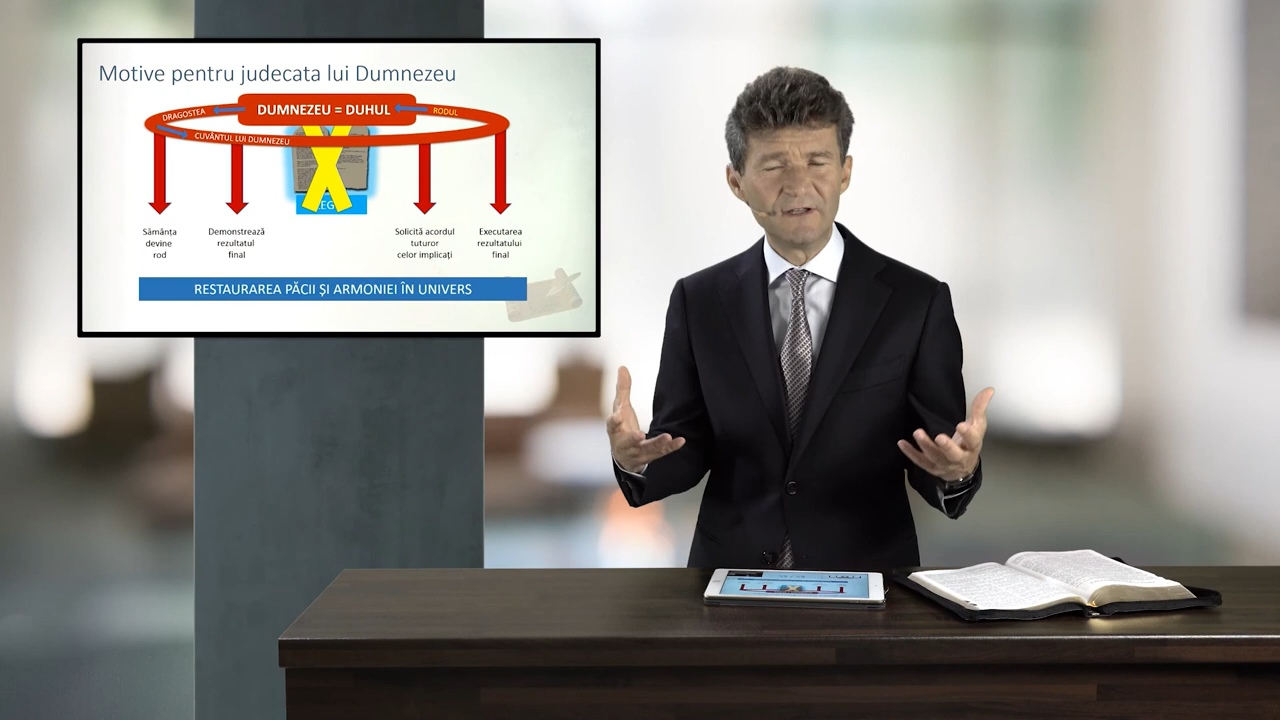 Motive pentru judecata lui Dumnezeu
DUMNEZEU = DUHUL
DRAGOSTEA
RODUL
CUVÂNTUL LUI DUMNEZEU
Sămânța
devine
rod
Demonstrează
rezultatul
final
Solicită acordul
tuturor
celor implicați
Executarea
rezultatului
final
RESTAURAREA PĂCII ȘI ARMONIEI ÎN UNIVERS